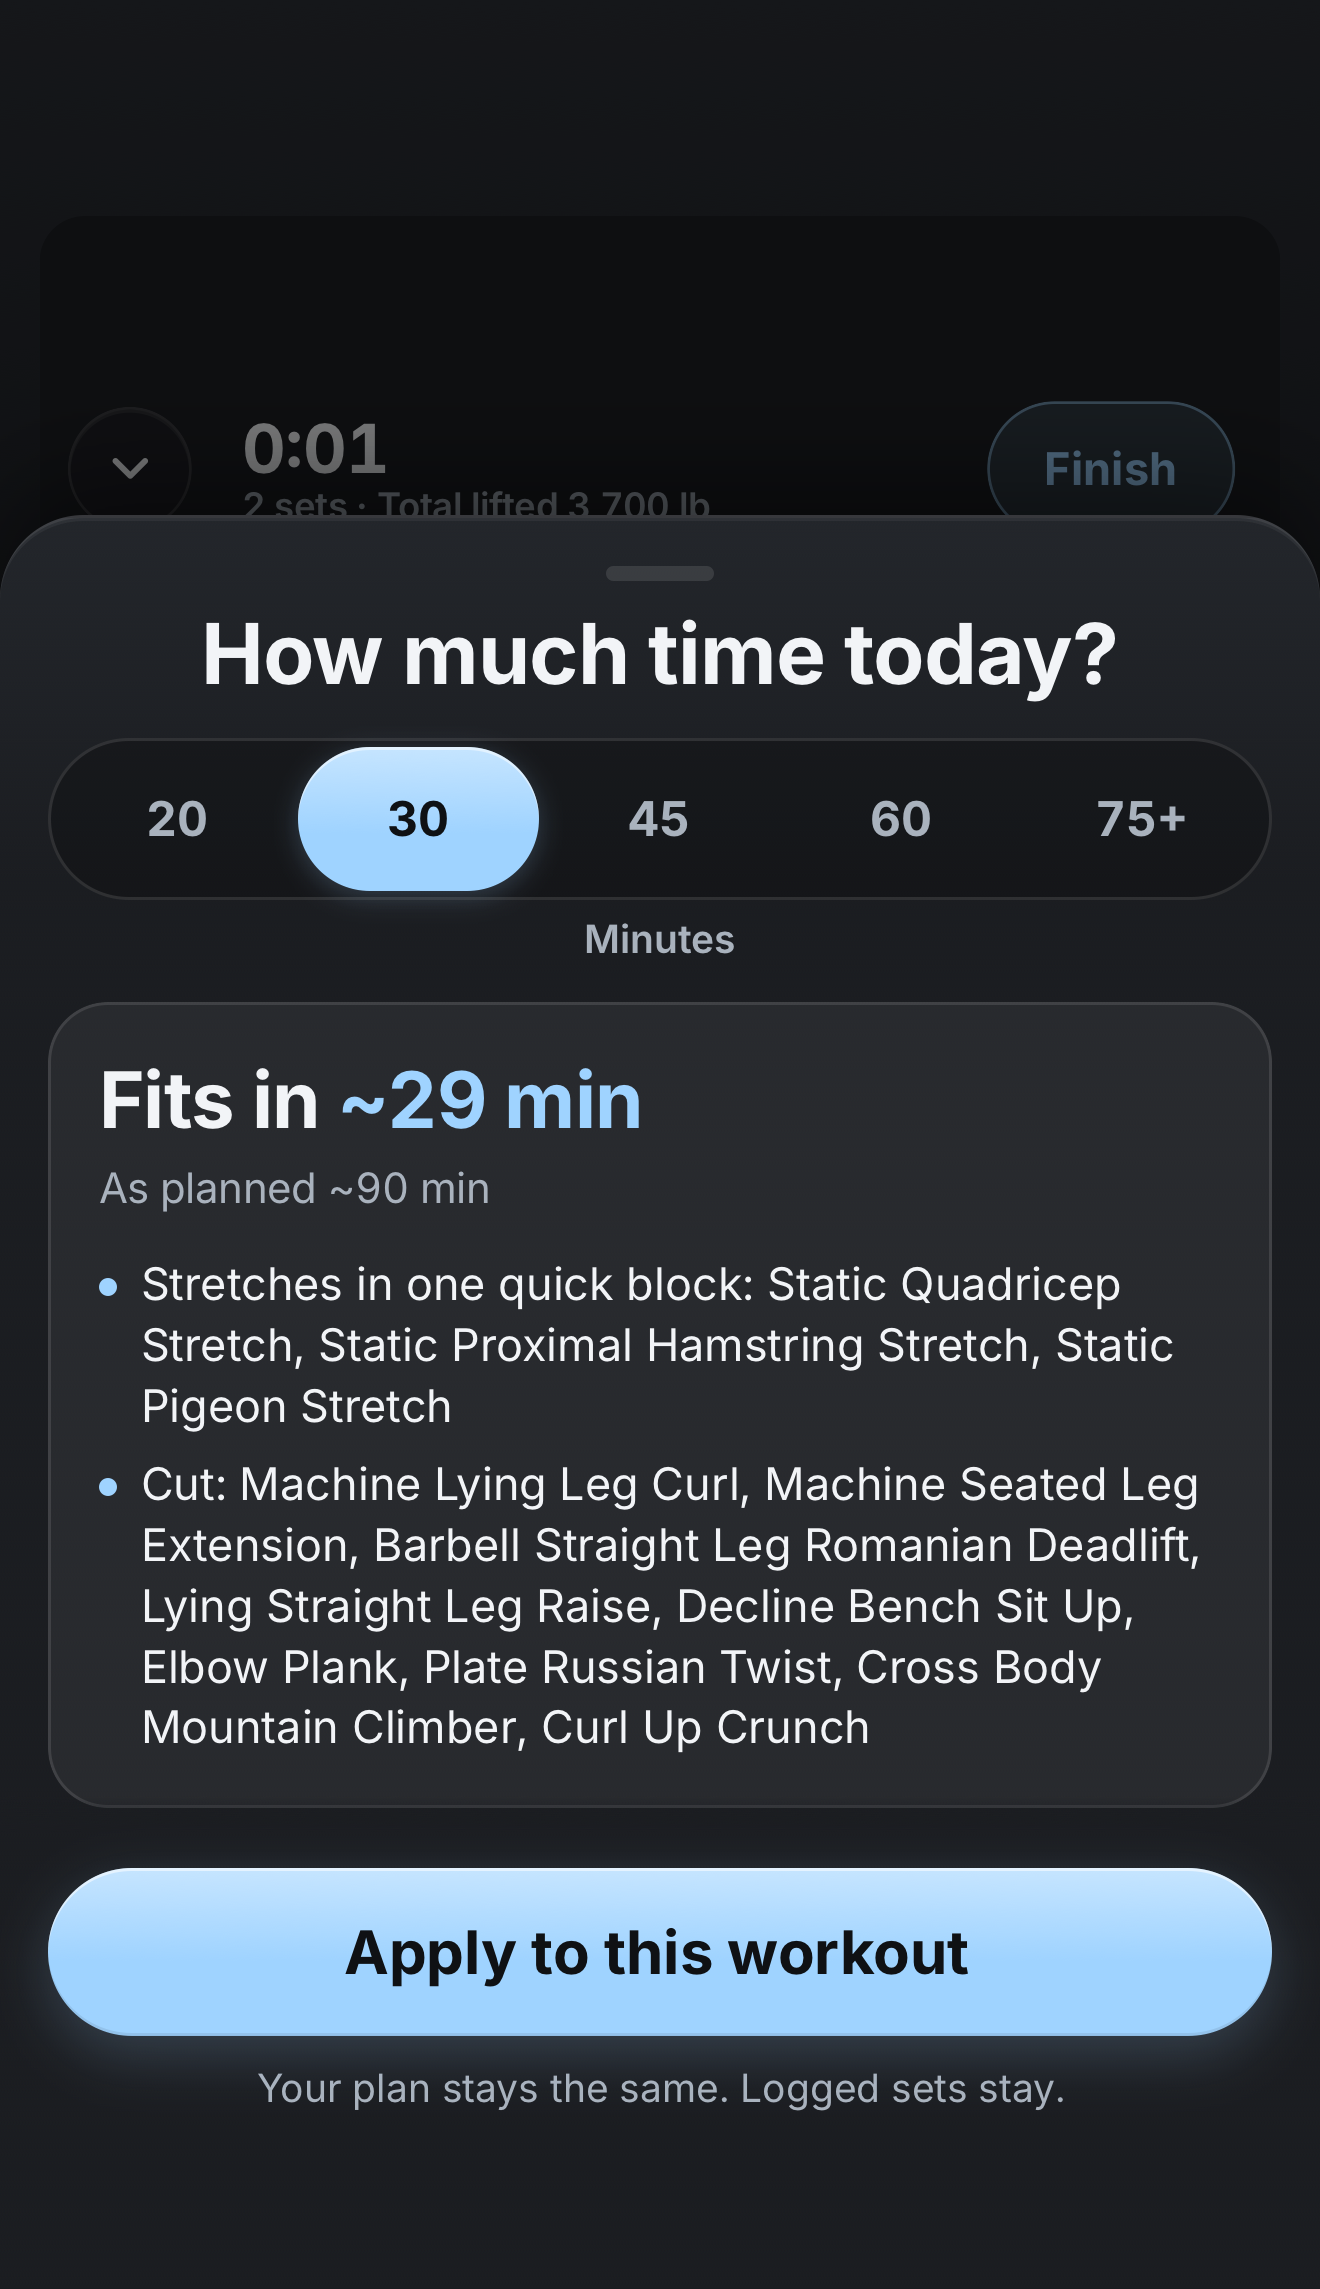 0:01
2 sets · Total lifted 3 700 lb
Finish
How much time today?
20 30 45 60 75+
Minutes
Fits in ~29 min
As planned ~90 min
Stretches in one quick block: Static Quadricep
Stretch, Static Proximal Hamstring Stretch, Static
Pigeon Stretch
Cut: Machine Lying Leg Curl, Machine Seated Leg
Extension, Barbell Straight Leg Romanian Deadlift,
Lying Straight Leg Raise, Decline Bench Sit Up,
Elbow Plank, Plate Russian Twist, Cross Body
Mountain Climber, Curl Up Crunch
Apply to this workout
Your plan stays the same. Logged sets stay.